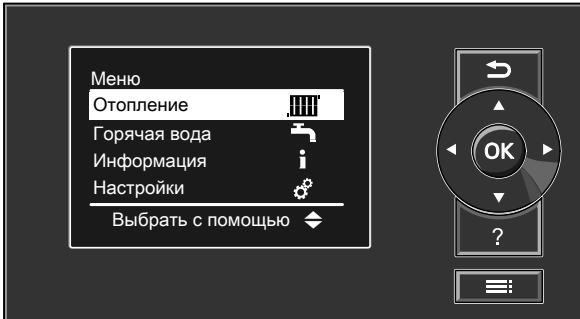 Меню
Отопление
Горячая вода
Информация
Настройки
Выбрать с помощью
OK
?